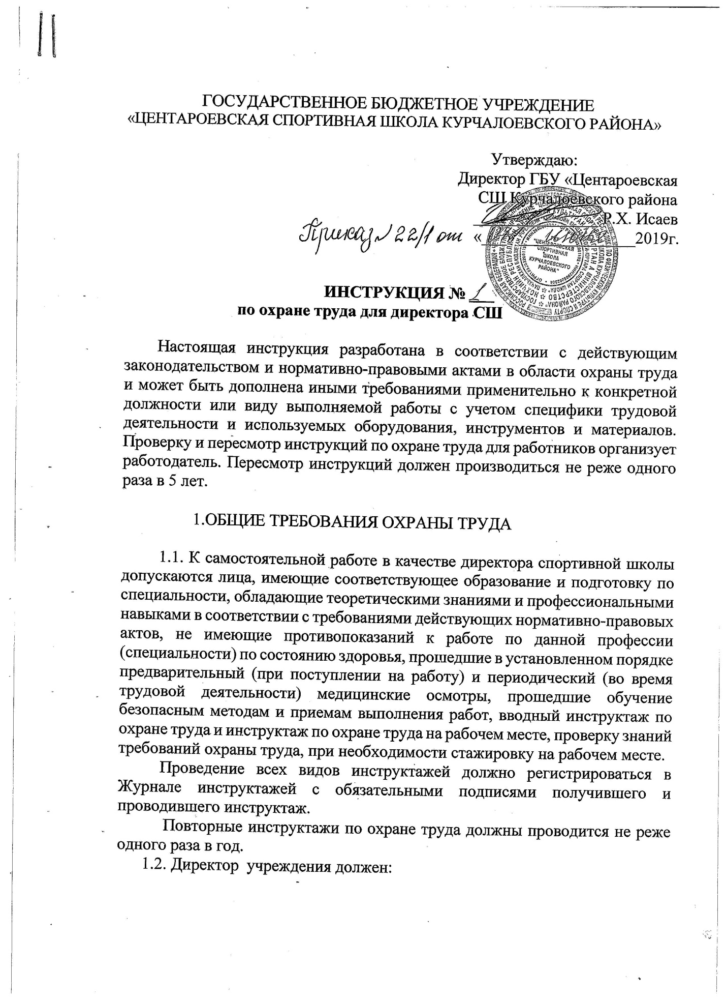 ГОСУДАРСТВЕННОЕ БЮДЖЕТНОЕ УЧРЕЖДЕНИЕ
«ЦЕНТАРОЕВСКАЯ СПОРТИВНАЯ ШКОЛА КУРЧАЛОЕВСКОГО РАЙОНА»
Утверждаю:
Директор ГБУ «Центароевская
СШ Курчалоевского района
Р.Х. Исаев
Приказ № 22/1 от « 2019г.
"ЦЕНТАРОЕВСКАЯ
СПОРТИВНАЯ
ШКОЛА
КУРЧАЛОЕВСКОГО
РАЙОНА"
ИНСТРУКЦИЯ № 1
по охране труда для директора СШ
Настоящая инструкция разработана в соответствии с действующим
законодательством и нормативно-правовыми актами в области охраны труда
и может быть дополнена иными требованиями применительно к конкретной
должности или виду выполняемой работы с учетом специфики трудовой
деятельности и используемых оборудования, инструментов и материалов.
Проверку и пересмотр инструкций по охране труда для работников организует
работодатель. Пересмотр инструкций должен производиться не реже одного
раза в 5 лет.
1.ОБЩИЕ ТРЕБОВАНИЯ ОХРАНЫ ТРУДА
1.1. К самостоятельной работе в качестве директора спортивной школы
допускаются лица, имеющие соответствующее образование и подготовку по
специальности, обладающие теоретическими знаниями и профессиональными
навыками в соответствии с требованиями действующих нормативно-правовых
актов, не имеющие противопоказаний к работе по данной профессии
(специальности) по состоянию здоровья, прошедшие в установленном порядке
предварительный (при поступлении на работу) и периодический (во время
трудовой деятельности) медицинские осмотры, прошедшие обучение
безопасным методам и приемам выполнения работ, вводный инструктаж по
охране труда и инструктаж по охране труда на рабочем месте, проверку знаний
требований охраны труда, при необходимости стажировку на рабочем месте.
Проведение всех видов инструктажей должно регистрироваться в
Журнале инструктажей с обязательными подписями получившего и
проводившего инструктаж.
Повторные инструктажи по охране труда должны проводится не реже
одного раза в год.
1.2. Директор учреждения должен: